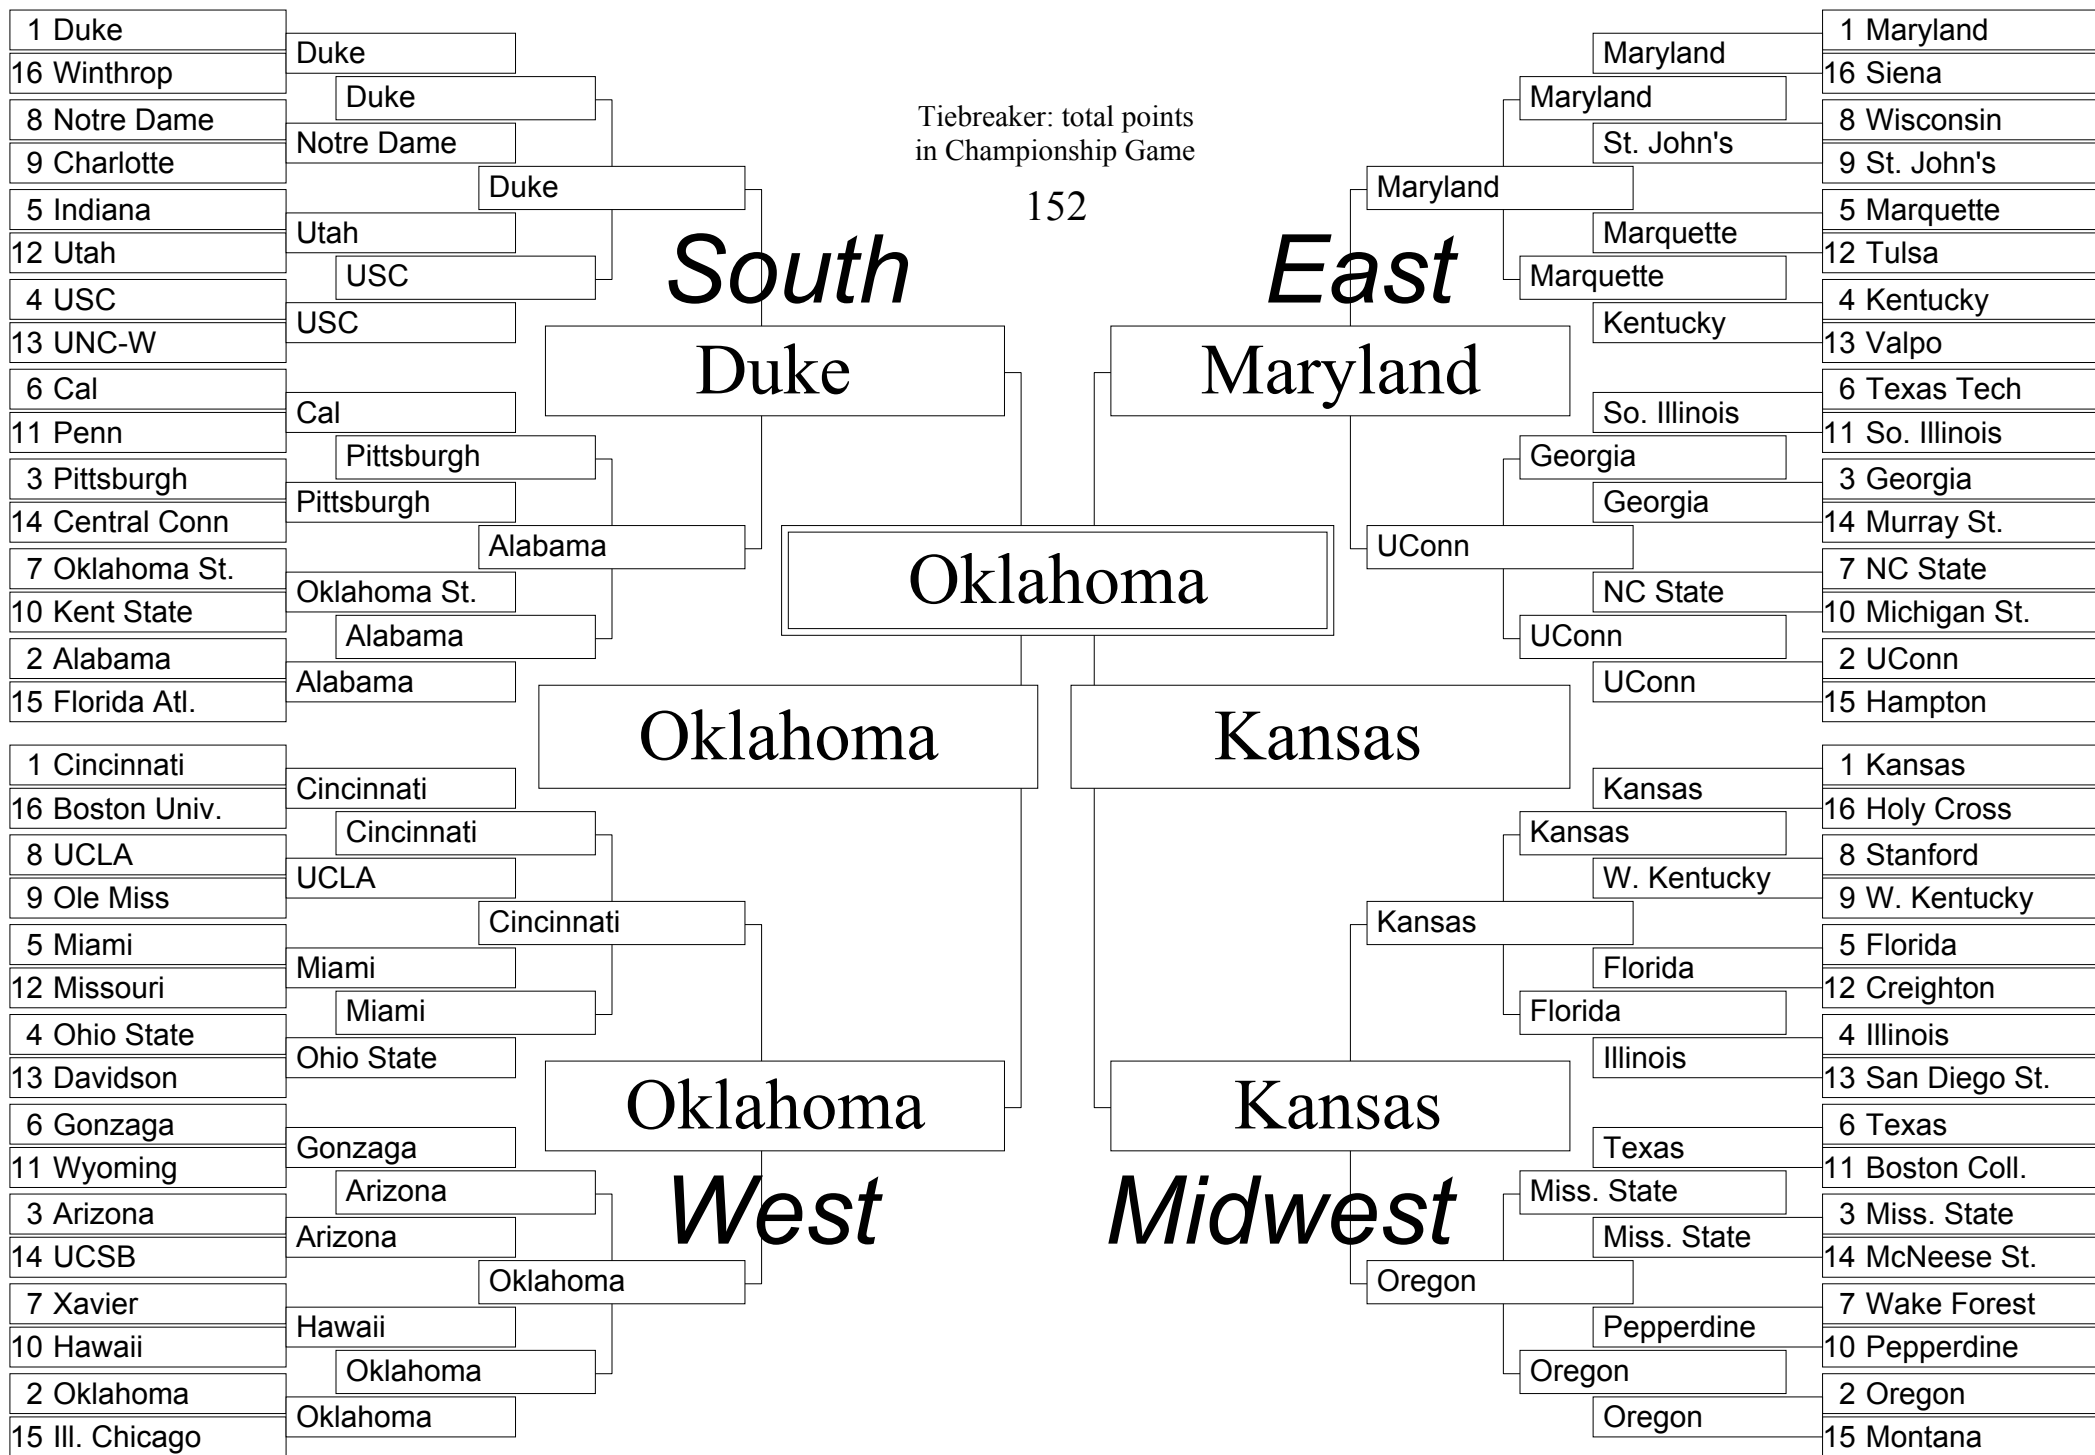 1 Duke
16 Winthrop
8 Notre Dame
9 Charlotte
5 Indiana
12 Utah
4 USC
13 UNC-W
6 Cal
11 Penn
3 Pittsburgh
14 Central Conn
7 Oklahoma St.
10 Kent State
2 Alabama
15 Florida Atl.
Duke
Notre Dame
Utah
USC
Cal
Pittsburgh
Oklahoma St.
Alabama
Duke
USC
Pittsburgh
Alabama
Duke
Alabama
South
Duke
1 Cincinnati
16 Boston Univ.
8 UCLA
9 Ole Miss
5 Miami
12 Missouri
4 Ohio State
13 Davidson
6 Gonzaga
11 Wyoming
3 Arizona
14 UCSB
7 Xavier
10 Hawaii
2 Oklahoma
15 Ill. Chicago
Cincinnati
UCLA
Miami
Ohio State
Gonzaga
Arizona
Hawaii
Oklahoma
Cincinnati
Miami
Arizona
Oklahoma
Cincinnati
Oklahoma
Oklahoma
West
Tiebreaker: total points
in Championship Game
152
Oklahoma
Oklahoma
Kansas
East
Maryland
Maryland
UConn
Maryland
Marquette
Georgia
UConn
Maryland
St. John's
Marquette
Kentucky
So. Illinois
Georgia
NC State
UConn
1 Maryland
16 Siena
8 Wisconsin
9 St. John's
5 Marquette
12 Tulsa
4 Kentucky
13 Valpo
6 Texas Tech
11 So. Illinois
3 Georgia
14 Murray St.
7 NC State
10 Michigan St.
2 UConn
15 Hampton
Kansas
Midwest
Kansas
Oregon
Kansas
Florida
Miss. State
Oregon
Kansas
W. Kentucky
Florida
Illinois
Texas
Miss. State
Pepperdine
Oregon
1 Kansas
16 Holy Cross
8 Stanford
9 W. Kentucky
5 Florida
12 Creighton
4 Illinois
13 San Diego St.
6 Texas
11 Boston Coll.
3 Miss. State
14 McNeese St.
7 Wake Forest
10 Pepperdine
2 Oregon
15 Montana